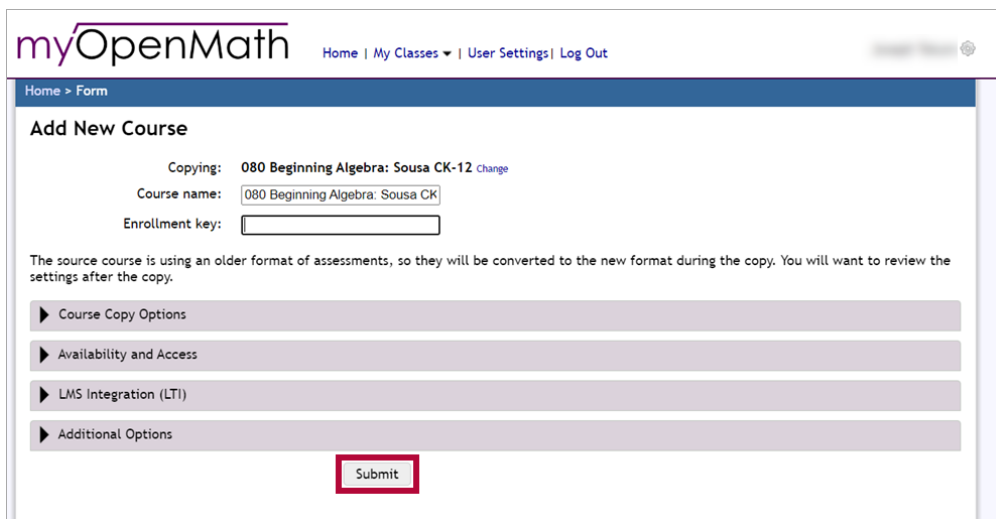 myOpenMath
Home | My Classes | User Settings| Log Out
Home > Form
Add New Course
Copying: 080 Beginning Algebra: Sousa CK-12 Change
Course name: 080 Beginning Algebra: Sousa CK
Enrollment key:
The source course is using an older format of assessments, so they will be converted to the new format during the copy. You will want to review the
settings after the copy.
Course Copy Options
Availability and Access
LMS Integration (LTI)
Additional Options
Submit